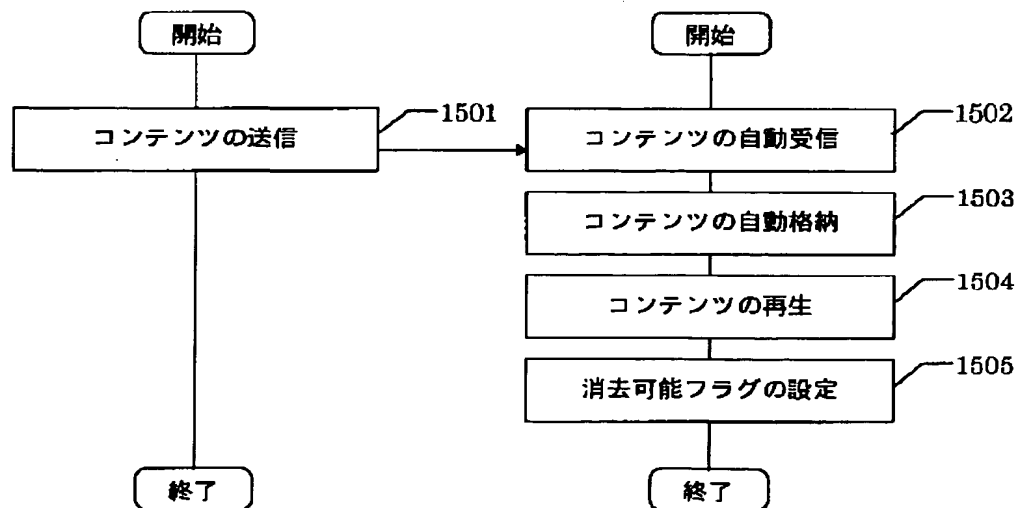 開始
開始
コンテンツの送信
1501
コンテンツの自動受信
1502
コンテンツの自動格納
1503
コンテンツの再生
1504
消去可能フラグの設定
1505
終了
終了